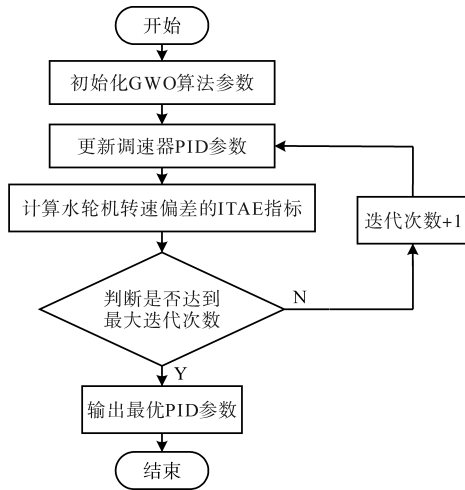 开始
初始化GWO算法参数
更新调速器PID参数
计算水轮机转速偏差的ITAE指标
迭代次数+1
判断是否达到
最大迭代次数
N
Y
输出最优PID参数
结束